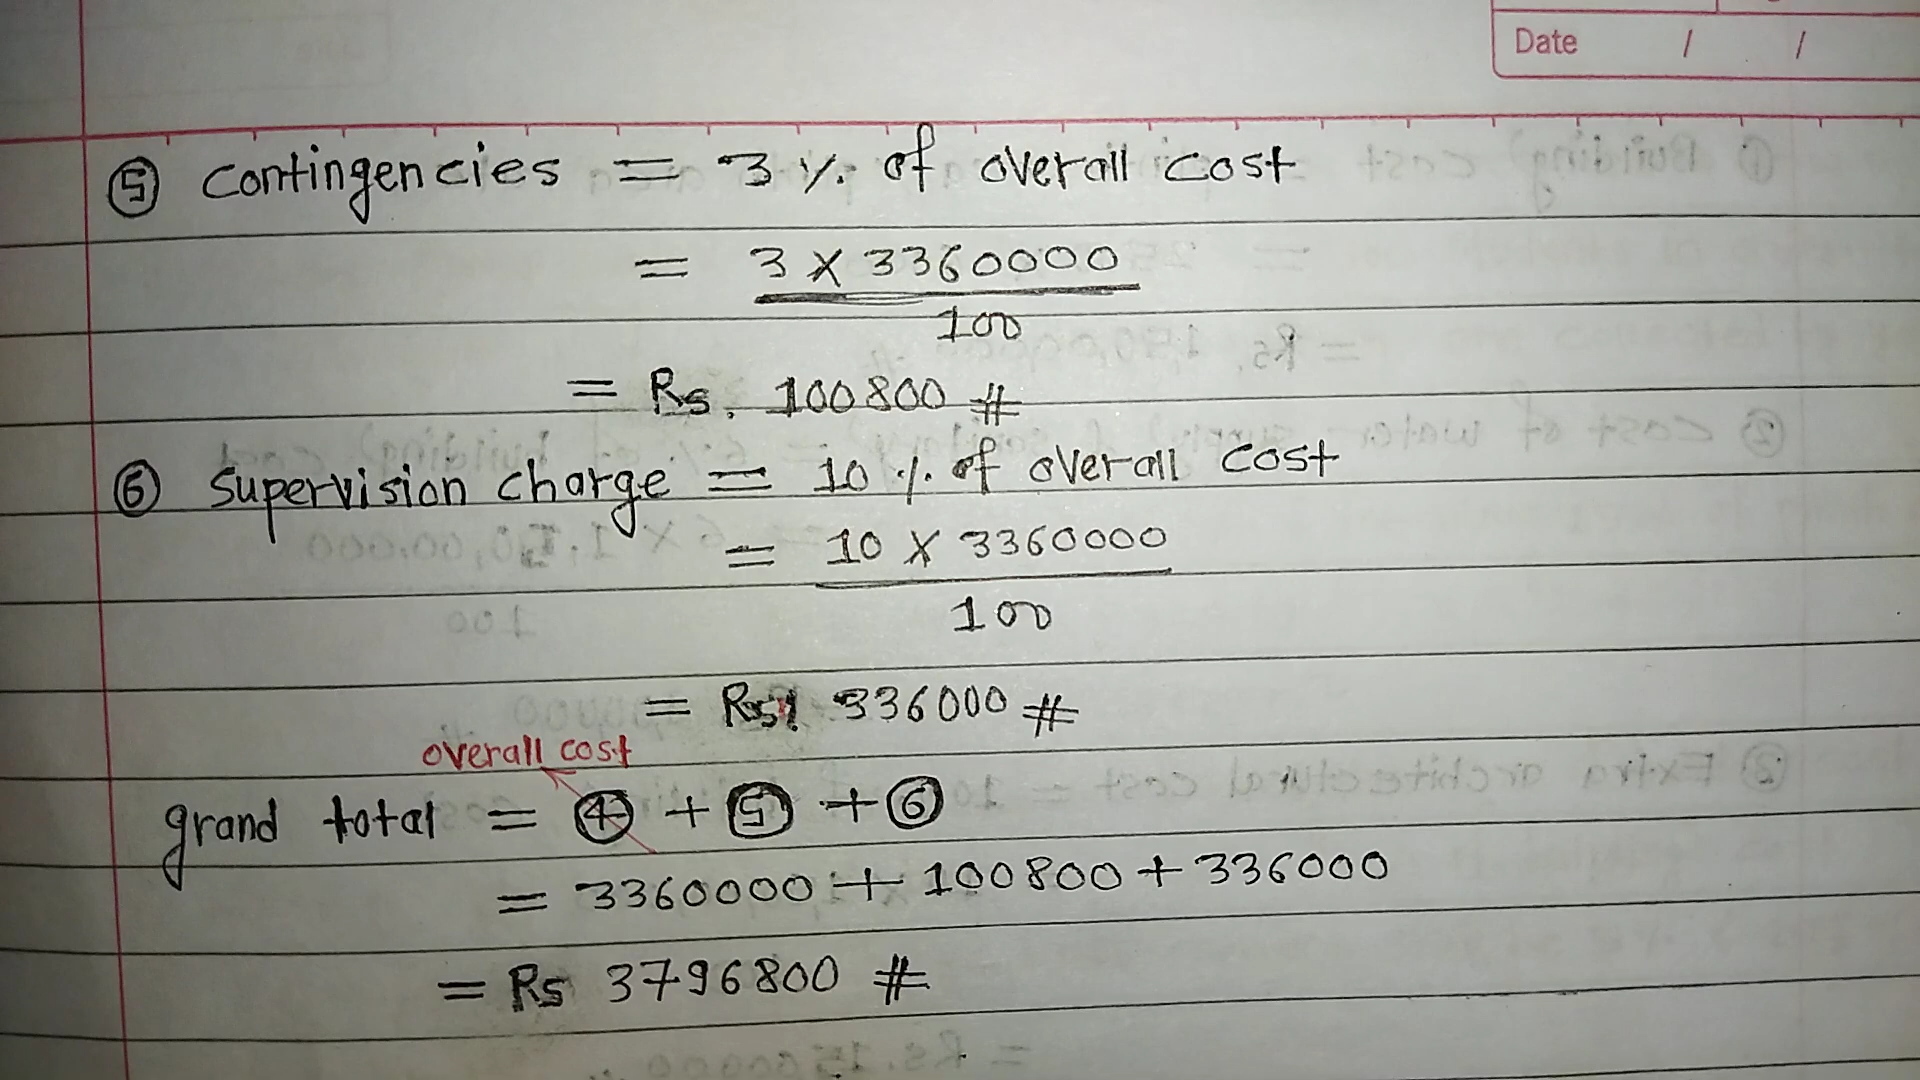 Date / /
⑤ contingencies = 3 % of overall cost
= 3 × 3360000
100
= Rs. 100800 #
⑥ supervision charge = 10 % of overall cost
= 10 × 3360000
100
= Rs. 336000 #
overall cost
grand total = ④ + ⑤ + ⑥
= 3360000 + 100800 + 336000
= Rs 3796800 #